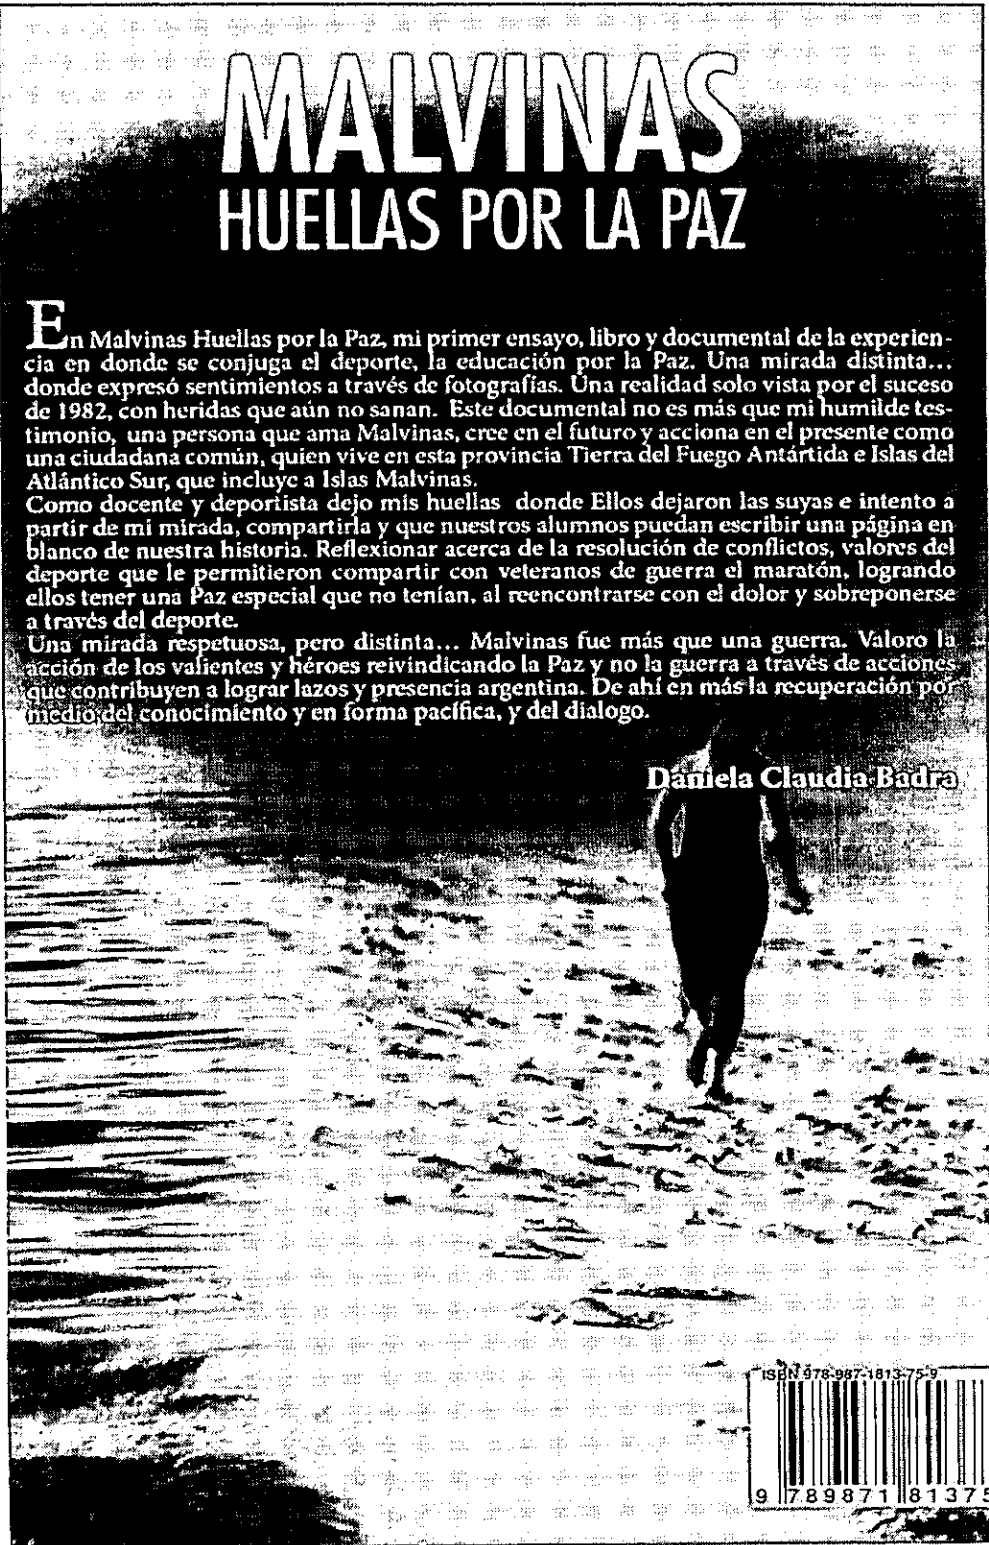 MALVINAS
HUELLAS POR LA PAZ
En Malvinas Huellas por la Paz, mi primer ensayo, libro y documental de la experien-
cia en donde se conjuga el deporte, la educación por la Paz. Una mirada distinta...
donde expresó sentimientos a través de fotografías. Una realidad solo vista por el suceso
de 1982, con heridas que aún no sanan. Este documental no es más que mi humilde tes-
timonio, una persona que ama Malvinas, cree en el futuro y acciona en el presente como
una ciudadana común, quien vive en esta provincia Tierra del Fuego Antártida e Islas del
Atlántico Sur, que incluye a Islas Malvinas.
Como docente y deportista dejo mis huellas donde Ellos dejaron las suyas e intento a
partir de mi mirada, compartirla y que nuestros alumnos puedan escribir una página en
blanco de nuestra historia. Reflexionar acerca de la resolución de conflictos, valores del
deporte que le permitieron compartir con veteranos de guerra el maratón, logrando
ellos tener una Paz especial que no tenían, al reencontrarse con el dolor y sobreponerse
a través del deporte.
Una mirada respetuosa, pero distinta... Malvinas fue más que una guerra. Valoro la
acción de los valientes y héroes reivindicando la Paz y no la guerra a través de acciones
que contribuyen a lograr lazos y presencia argentina. De ahí en más la recuperación por
medio del conocimiento y en forma pacífica, y del dialogo.
Daniela Claudia Badra
ISBN 978-987-1813-75-9
9 789871 81375